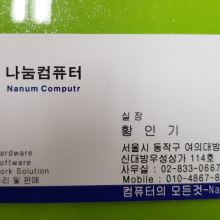 나눔컴퓨터
Nanum Computr
실 장
황 인 기
서울시 동작구 여의대방
신대방우성상가 114호
사무실 : 02-833-0667
Mobile : 010-4867-8
ardware
oftware
ork Solution
리 및 판매
컴퓨터의 모든것-Na